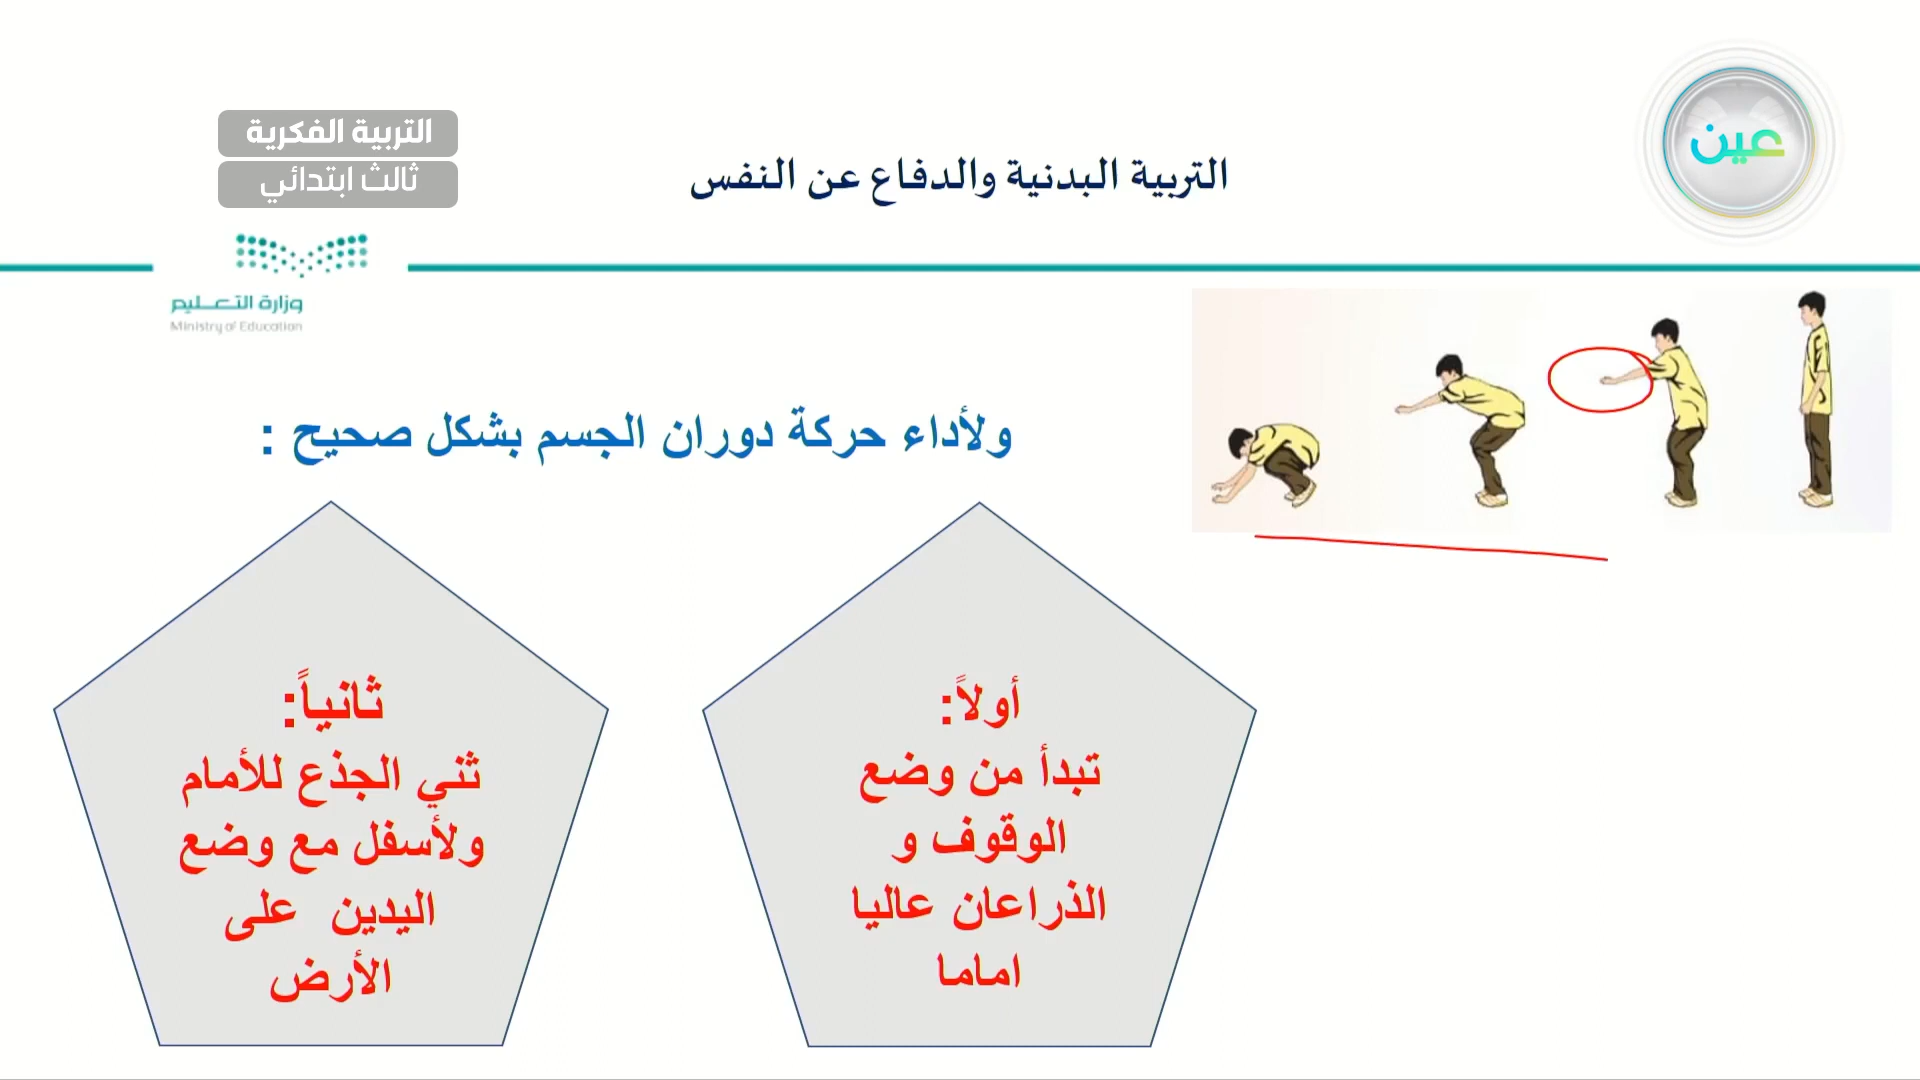 عين
التربية الفكرية
ثالث ابتدائي
التربية البدنية والدفاع عن النفس
وزارة التعليم
Ministry of Education
ولأداء حركة دوران الجسم بشكل صحيح :
أولاً:
تبدأ من وضع
الوقوف و
الذراعان عاليا
اماما
ثانياً:
ثني الجذع للأمام
ولأسفل مع وضع
اليدين على
الأرض